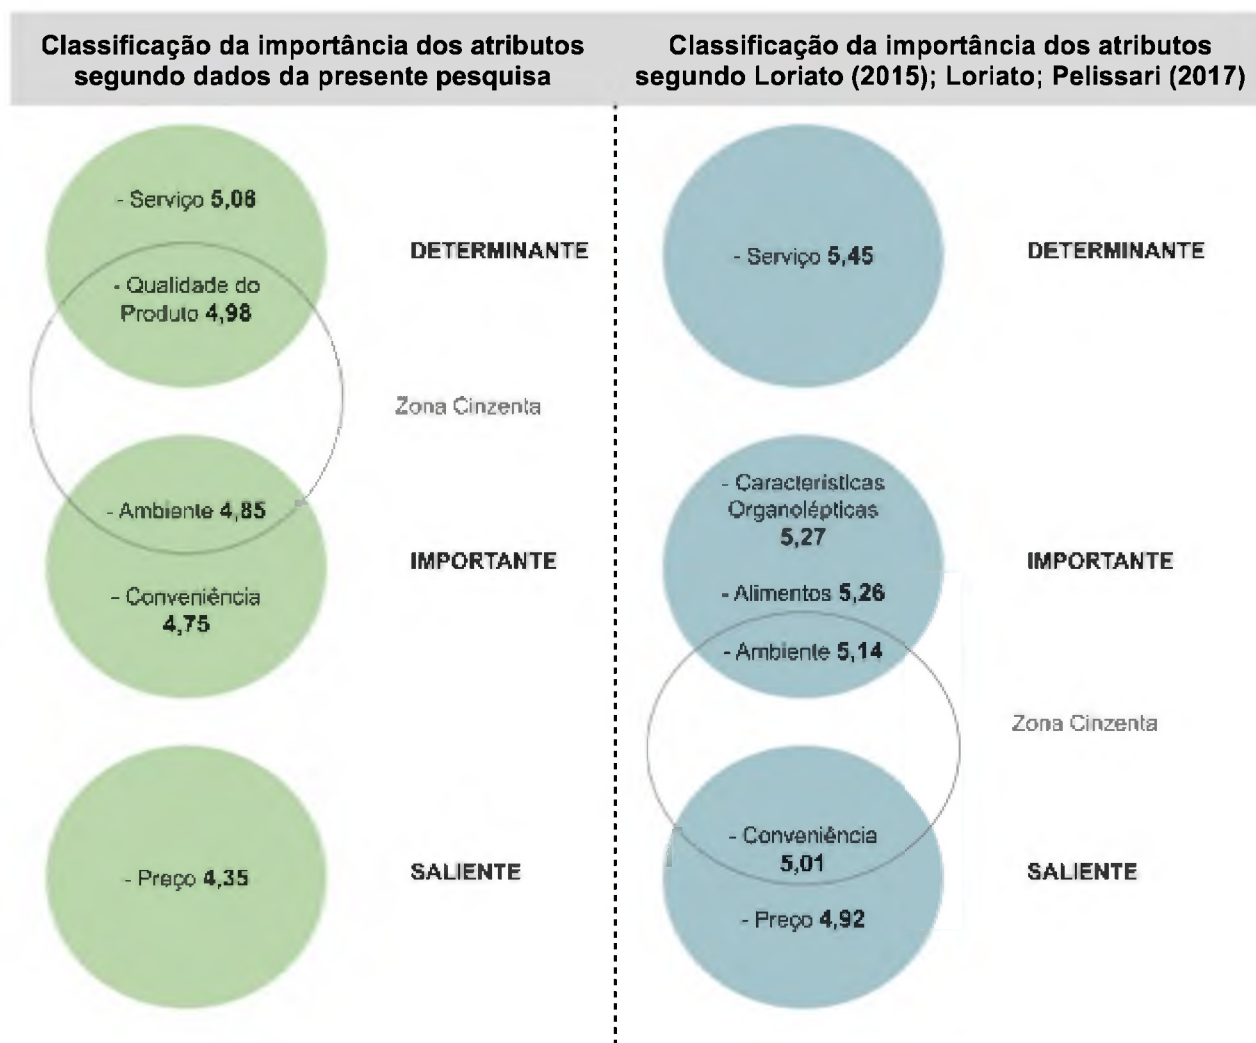 Classificação da importância dos atributos
segundo dados da presente pesquisa
- Serviço 5,06
DETERMINANTE
- Qualidade do
Produto 4,98
Zona Cinzenta
- Ambiente 4,85
IMPORTANTE
- Conveniência
4,75
- Preço 4,35
SALIENTE
Classificação da importância dos atributos
segundo Loriato (2015); Loriato; Pelissari (2017)
- Serviço 5,45
DETERMINANTE
- Características
Organolépticas
5,27
IMPORTANTE
- Alimentos 5,26
- Ambiente 5,14
Zona Cinzenta
- Conveniência
5,01
SALIENTE
- Preço 4,92